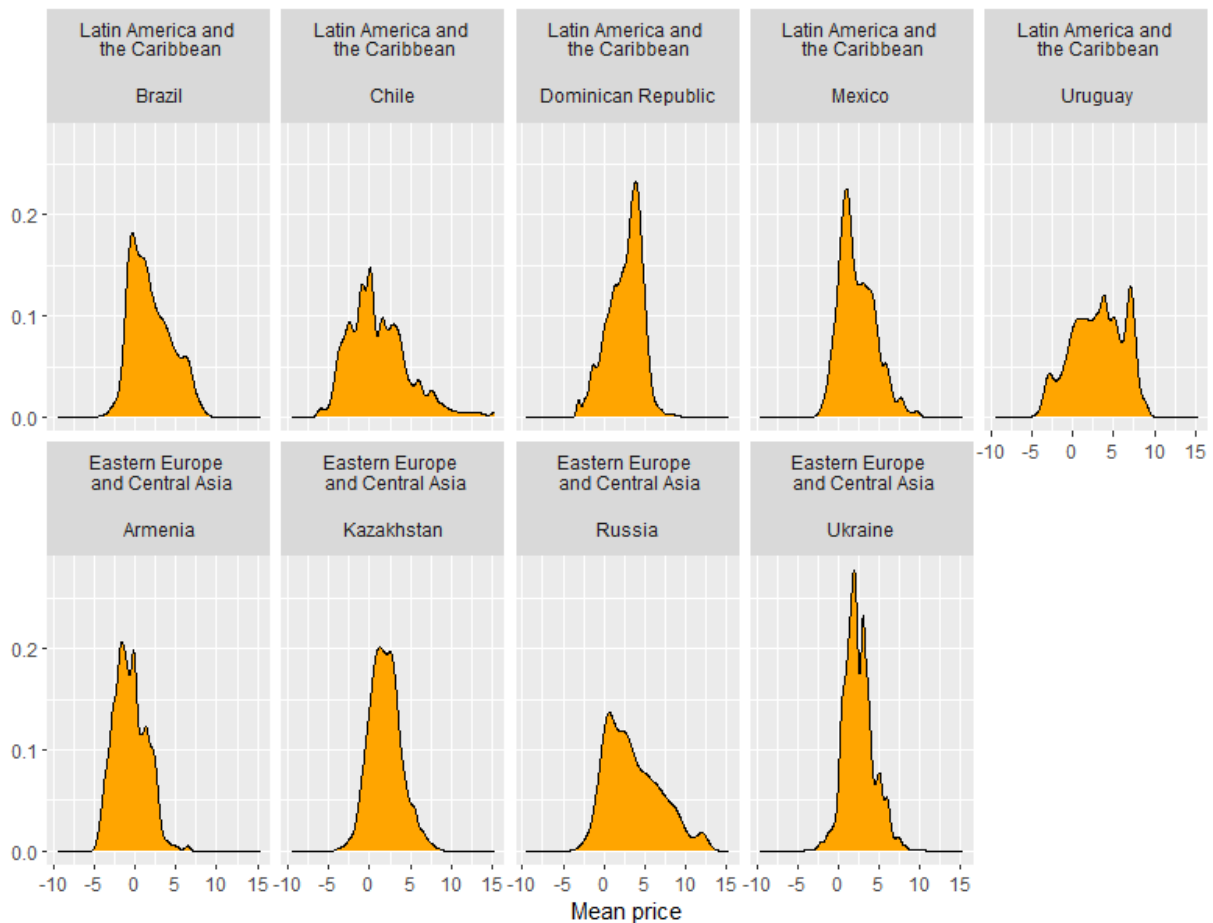 Latin America and
the Caribbean
Brazil
Latin America and
the Caribbean
Chile
Latin America and
the Caribbean
Dominican Republic
Latin America and
the Caribbean
Mexico
Latin America and
the Caribbean
Uruguay
0.2
0.1
0.0
-10 -5 0 5 10 15
Eastern Europe
and Central Asia
Armenia
Eastern Europe
and Central Asia
Kazakhstan
Eastern Europe
and Central Asia
Russia
Eastern Europe
and Central Asia
Ukraine
0.2
0.1
0.0
-10 -5 0 5 10 15 -10 -5 0 5 10 15 -10 -5 0 5 10 15 -10 -5 0 5 10 15
Mean price